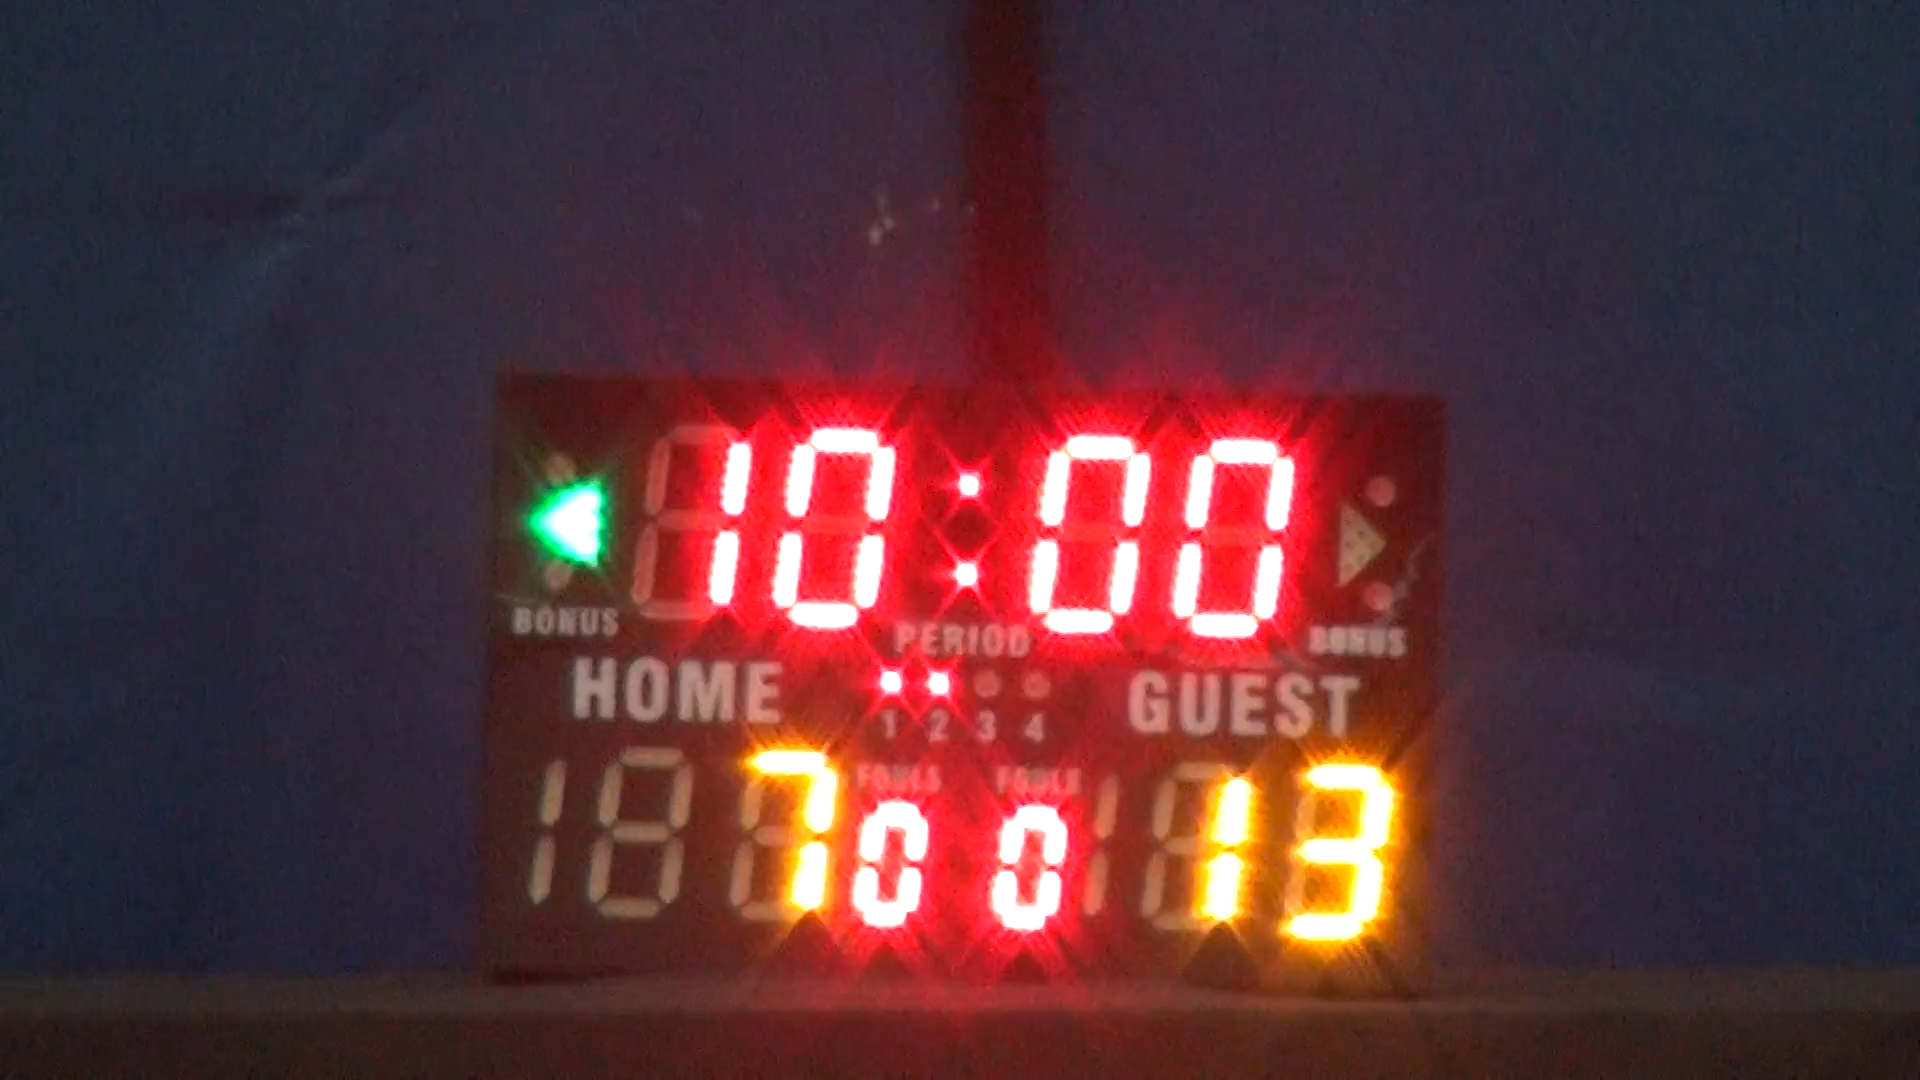 10:00
BONUS PERIOD BONUS
HOME GUEST
1 2 3 4
FOULS FOULS
7 0 0 13